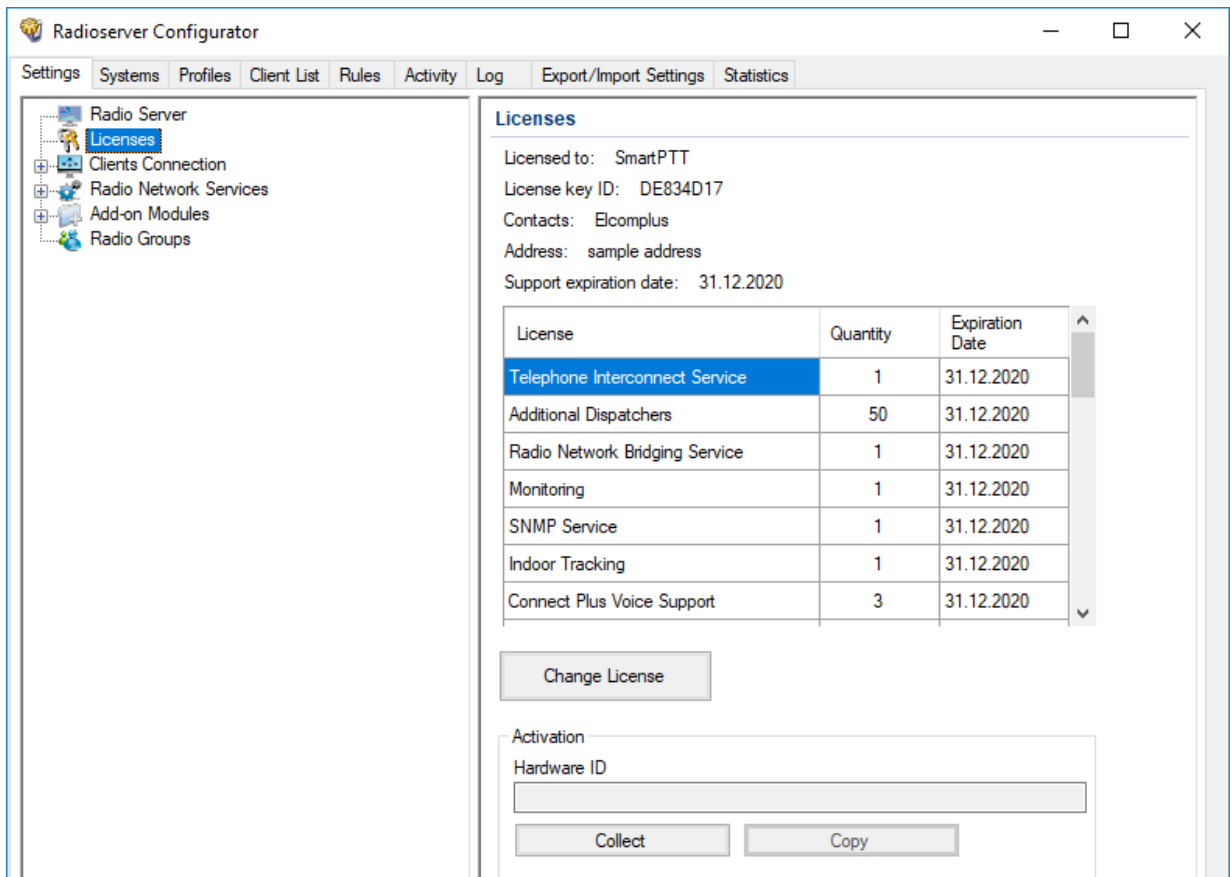 Radioserver Configurator
Settings Systems Profiles Client List Rules Activity Log Export/Import Settings Statistics
Radio Server
Licenses
Clients Connection
Radio Network Services
Add-on Modules
Radio Groups
Licenses
Licensed to: SmartPTT
License key ID: DE834D17
Contacts: Elcomplus
Address: sample address
Support expiration date: 31.12.2020
License Quantity Expiration
Date
Telephone Interconnect Service 1 31.12.2020
Additional Dispatchers 50 31.12.2020
Radio Network Bridging Service 1 31.12.2020
Monitoring 1 31.12.2020
SNMP Service 1 31.12.2020
Indoor Tracking 1 31.12.2020
Connect Plus Voice Support 3 31.12.2020
Change License
Activation
Hardware ID
Collect Copy